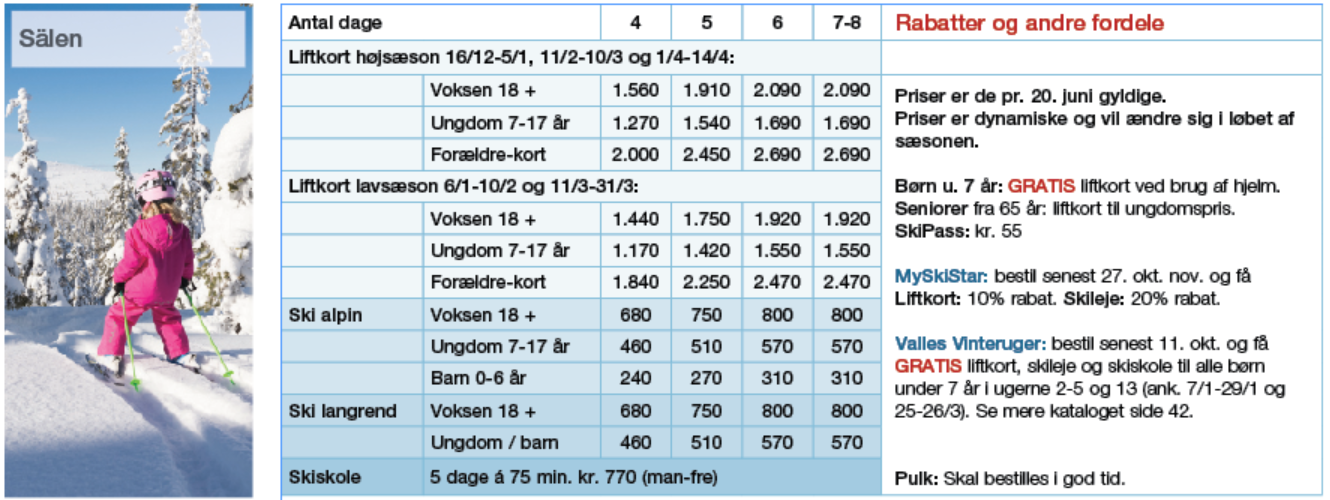 Sälen
Antal dage 4 5 6 7-8
Liftkort højsæson 16/12-5/1, 11/2-10/3 og 1/4-14/4:
Voksen 18 + 1.560 1.910 2.090 2.090
Ungdom 7-17 år 1.270 1.540 1.690 1.690
Forældre-kort 2.000 2.450 2.690 2.690
Liftkort lavsæson 6/1-10/2 og 11/3-31/3:
Voksen 18 + 1.440 1.750 1.920 1.920
Ungdom 7-17 år 1.170 1.420 1.550 1.550
Forældre-kort 1.840 2.250 2.470 2.470
Ski alpin Voksen 18 + 680 750 800 800
Ungdom 7-17 år 460 510 570 570
Barn 0-6 år 240 270 310 310
Ski langrend Voksen 18 + 680 750 800 800
Ungdom / barn 460 510 570 570
Skiskole 5 dage á 75 min. kr. 770 (man-fre)
Rabatter og andre fordele
Priser er de pr. 20. juni gyldige.
Priser er dynamiske og vil ændre sig i løbet af
sæsonen.
Børn u. 7 år: GRATIS liftkort ved brug af hjelm.
Seniorer fra 65 år: liftkort til ungdomspris.
SkiPass: kr. 55
MySkiStar: bestil senest 27. okt. nov. og få
Liftkort: 10% rabat. Skileje: 20% rabat.
Valles Vinteruger: bestil senest 11. okt. og få
GRATIS liftkort, skileje og skiskole til alle børn
under 7 år i ugerne 2-5 og 13 (ank. 7/1-29/1 og
25-26/3). Se mere kataloget side 42.
Pulk: Skal bestilles i god tid.